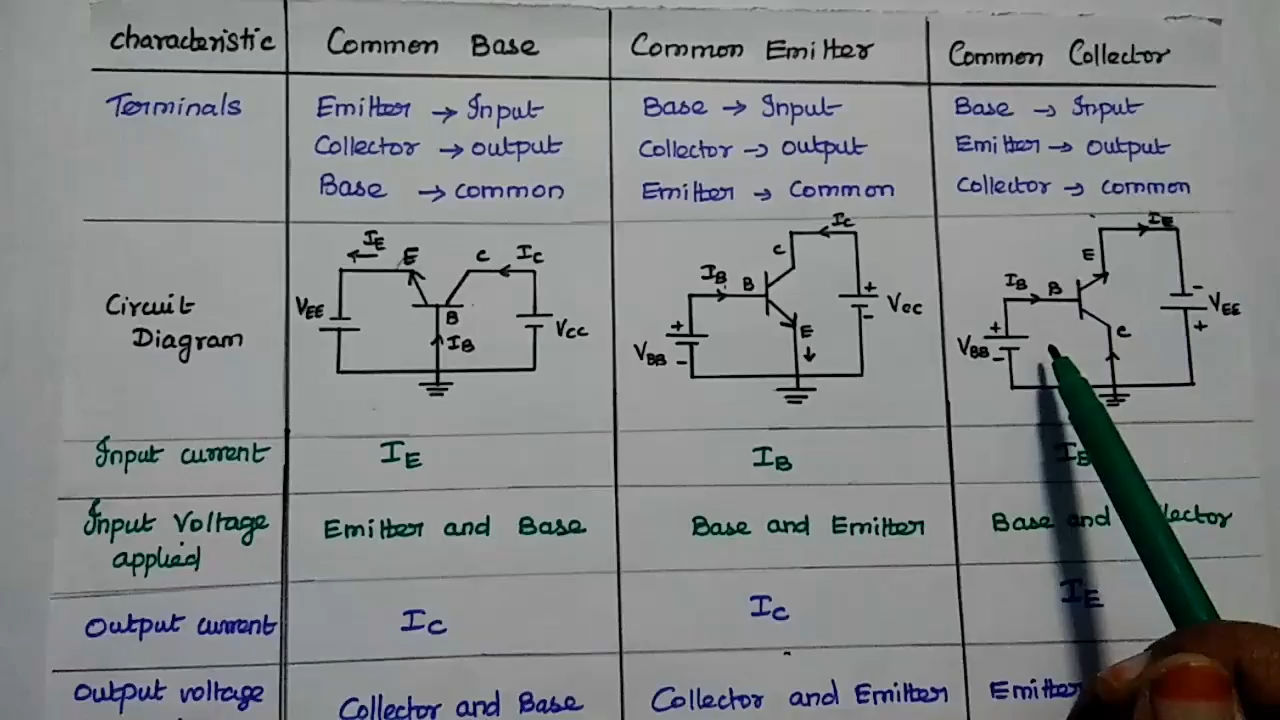 characteristic Common Base Common Emitter Common Collector
Terminals Emitter → Input Base → Input Base → Input
Collector → output Collector → output Emitter → output
Base → common Emitter → Common Collector → common
Circuit
Diagram
IE E C IC
VEE B VCC
IB
IC
C
IB B
+ +
VBB - - VCC
E
IE
E
IB B
+ -
VBB - + VEE
C
Input current IE IB IB
Input Voltage
applied Emitter and Base Base and Emitter Base and
Output current IC IC IE
Output voltage Collector and Base Collector and Emitter Emitter